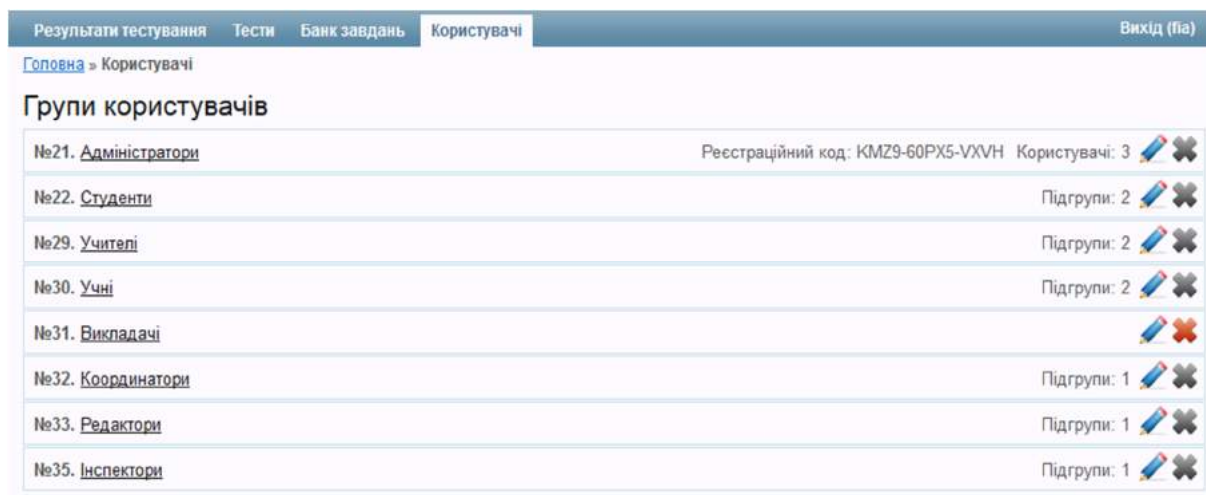 Результати тестування Тести Банк завдань Користувачі Вихід (fia)
Головна » Користувачі
Групи користувачів
№21. Адміністратори Реєстраційний код: KMZ9-60PX5-VXVH Користувачі: 3
№22. Студенти Підгрупи: 2
№29. Учителі Підгрупи: 2
№30. Учні Підгрупи: 2
№31. Викладачі
№32. Координатори Підгрупи: 1
№33. Редактори Підгрупи: 1
№35. Інспектори Підгрупи: 1